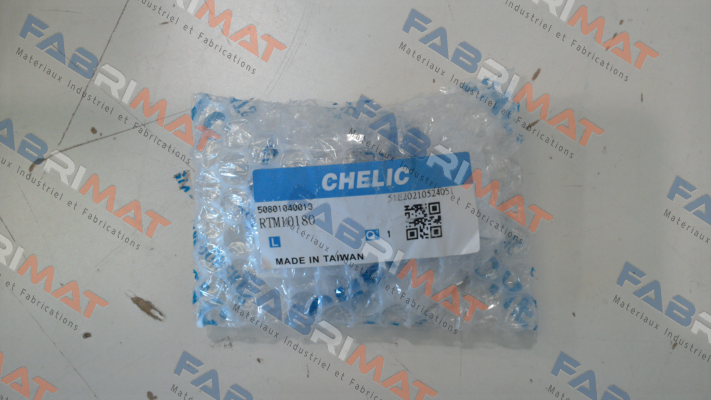 CHELIC
50801040013
RTM10180
L
1
MADE IN TAIWAN
FABRIMAT
Materiaux Industriel et Fabrications